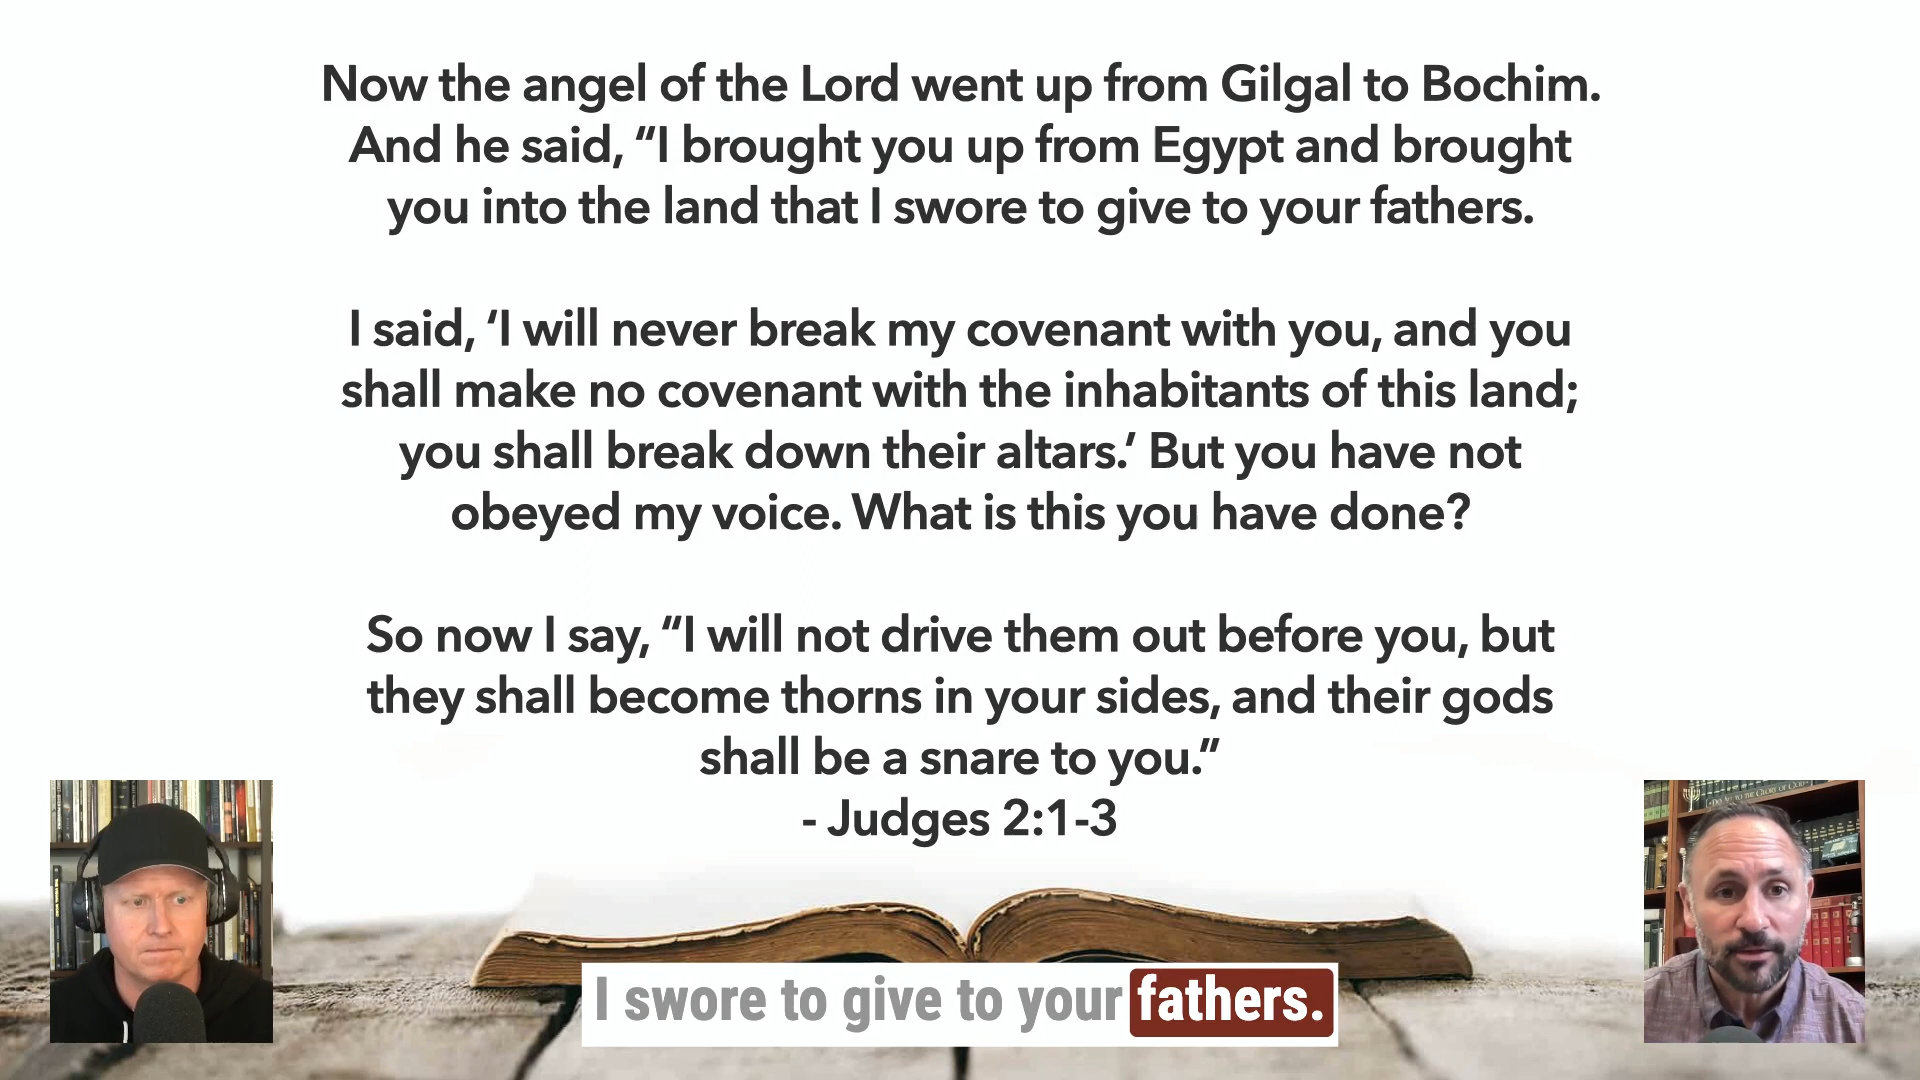 Now the angel of the Lord went up from Gilgal to Bochim.
And he said, “I brought you up from Egypt and brought
you into the land that I swore to give to your fathers.
I said, ‘I will never break my covenant with you, and you
shall make no covenant with the inhabitants of this land;
you shall break down their altars.’ But you have not
obeyed my voice. What is this you have done?
So now I say, “I will not drive them out before you, but
they shall become thorns in your sides, and their gods
shall be a snare to you.”
- Judges 2:1-3
I swore to give to your fathers.